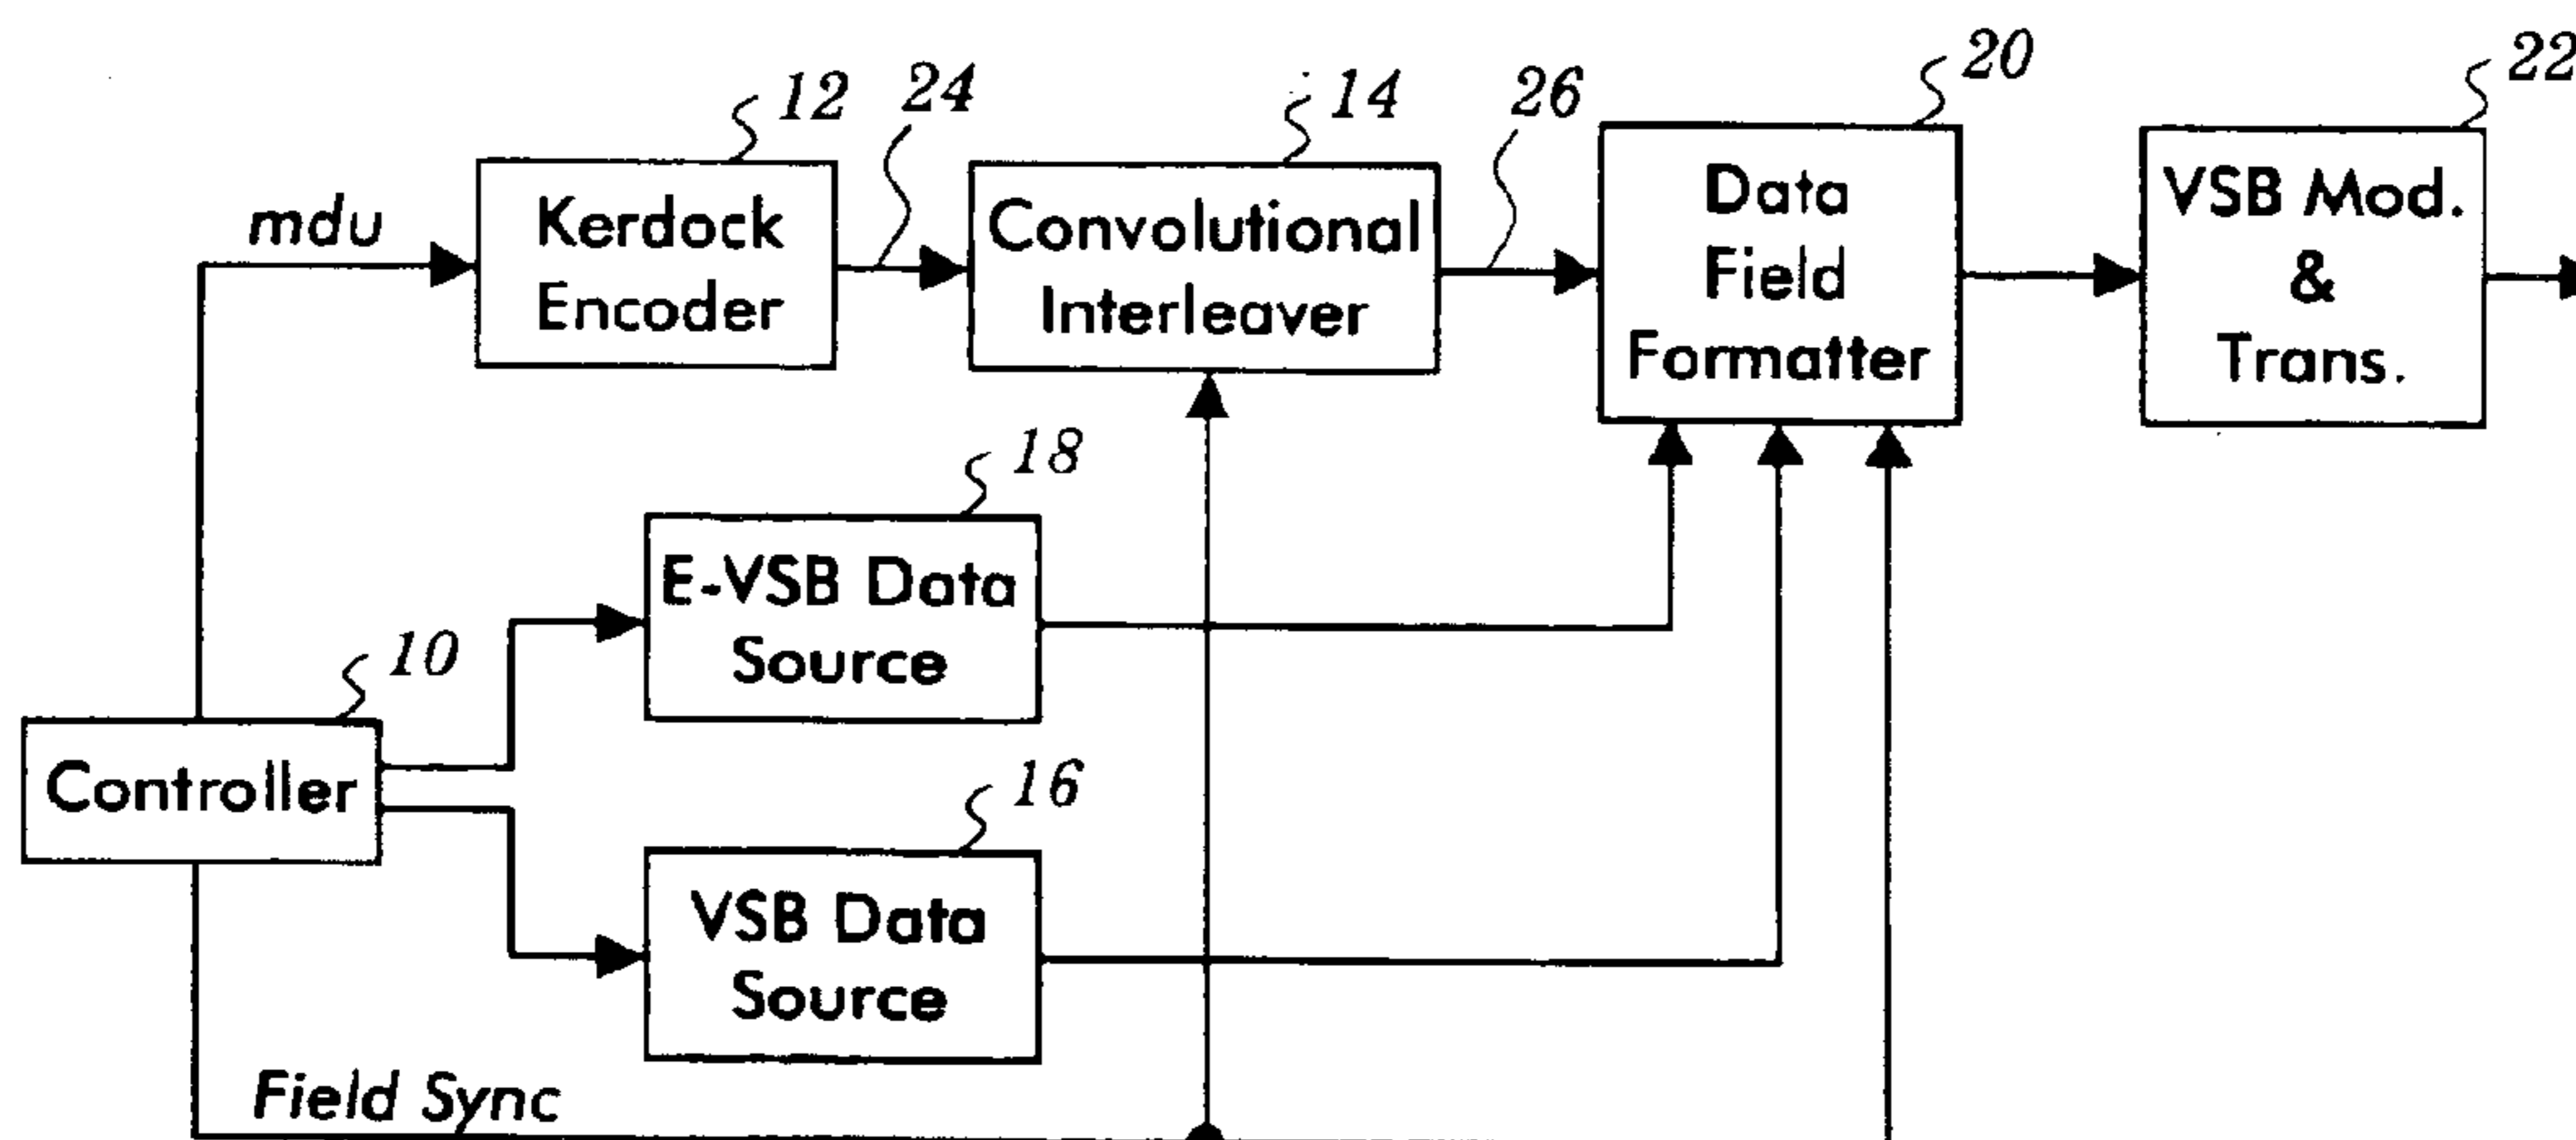 12
24
14
26
20
22
mdu
Kerdock
Encoder
Convolutional
Interleaver
Data
Field
Formatter
VSB Mod.
&
Trans.
18
E-VSB Data
Source
10
Controller
16
VSB Data
Source
Field Sync